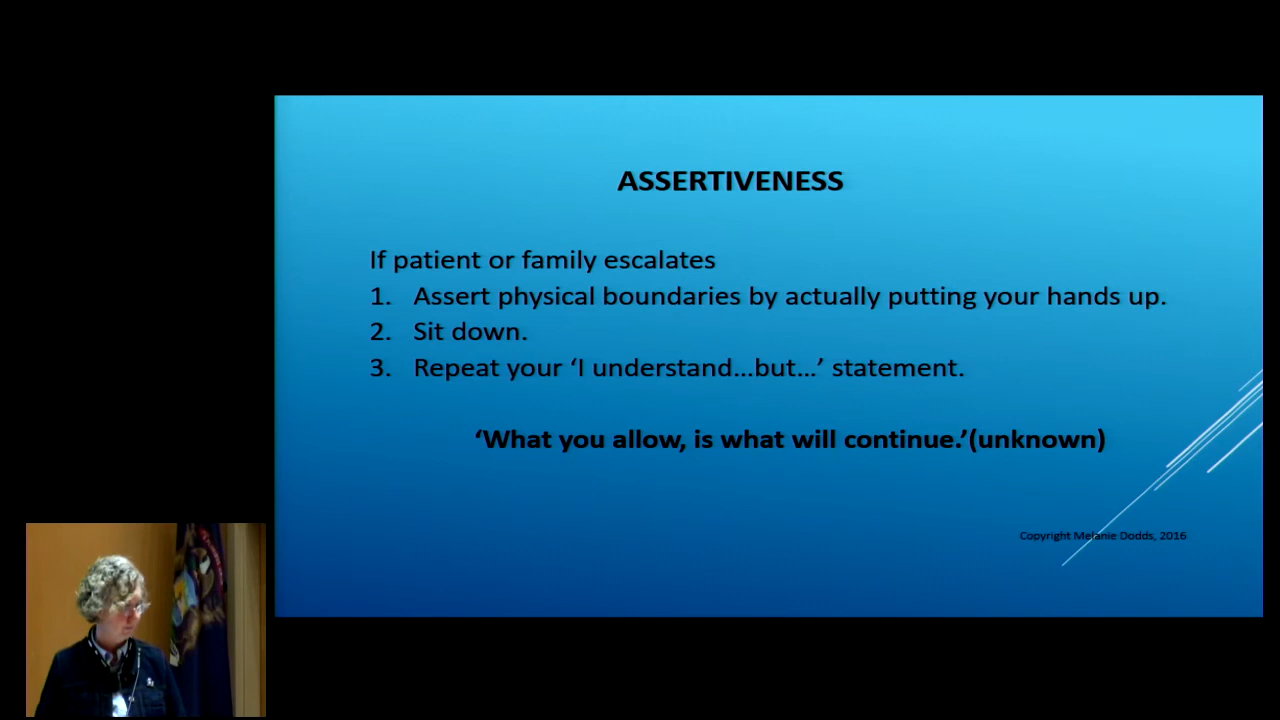 ASSERTIVENESS
If patient or family escalates
1. Assert physical boundaries by actually putting your hands up.
2. Sit down.
3. Repeat your ‘I understand...but...’ statement.
‘What you allow, is what will continue.’(unknown)
Copyright Melanie Dodds, 2016